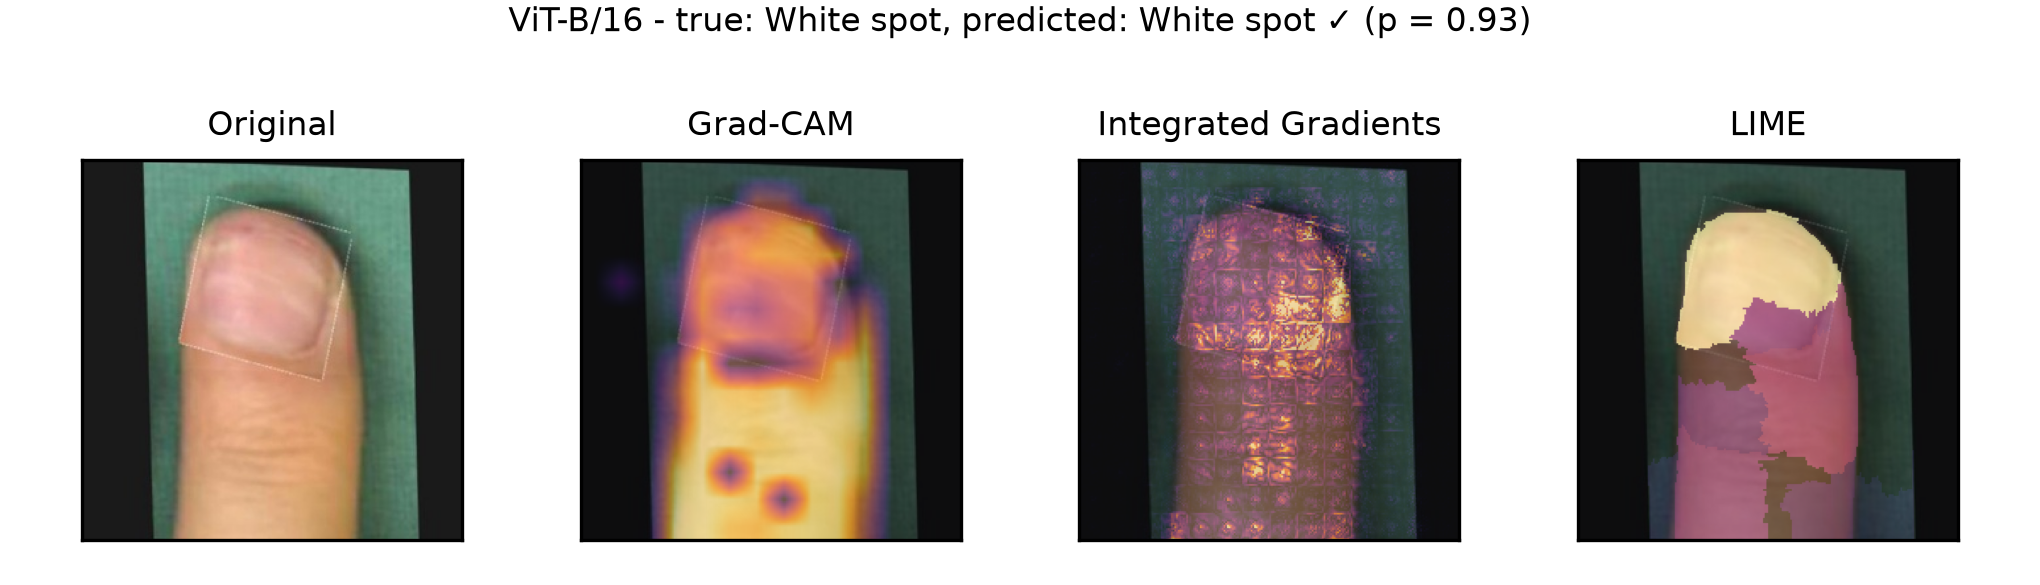 ViT-B/16 - true: White spot, predicted: White spot ✓ (p = 0.93)
Original
Grad-CAM
Integrated Gradients
LIME